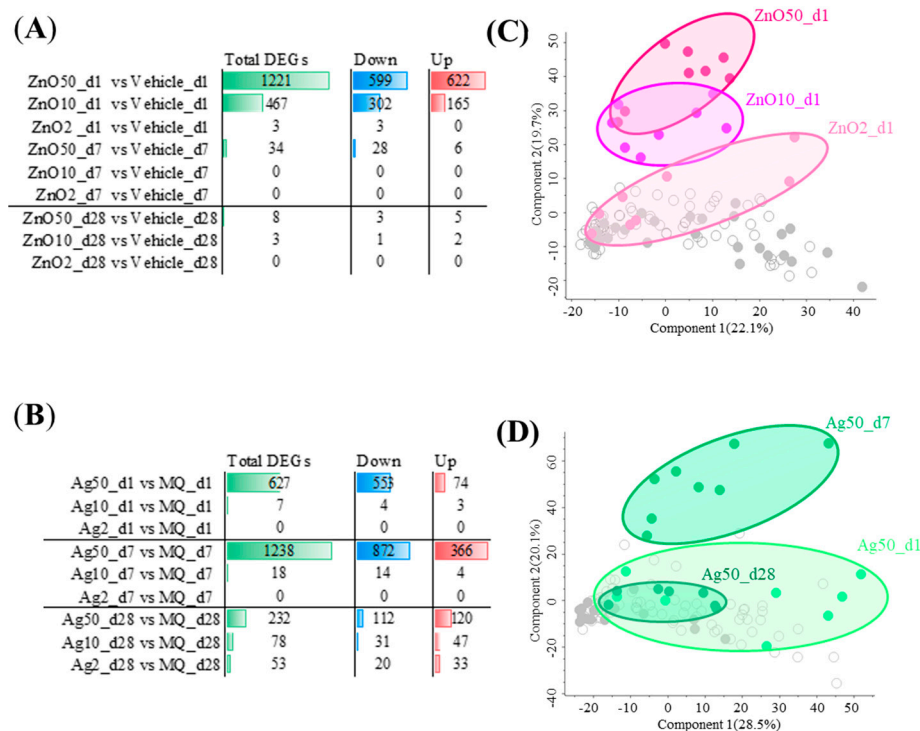 (A)
Total DEGs Down Up
ZnO50_d1 vs Vehicle_d1 1221 599 622
ZnO10_d1 vs Vehicle_d1 467 302 165
ZnO2_d1 vs Vehicle_d1 3 3 0
ZnO50_d7 vs Vehicle_d7 34 28 6
ZnO10_d7 vs Vehicle_d7 0 0 0
ZnO2_d7 vs Vehicle_d7 0 0 0
ZnO50_d28 vs Vehicle_d28 8 3 5
ZnO10_d28 vs Vehicle_d28 3 1 2
ZnO2_d28 vs Vehicle_d28 0 0 0
(C)
ZnO50_d1
ZnO10_d1
ZnO2_d1
Component 2(19.7%)
50
40
30
20
10
0
-10
-20
-20 -10 0 10 20 30 40
Component 1(22.1%)
(B)
Total DEGs Down Up
Ag50_d1 vs MQ_d1 627 553 74
Ag10_d1 vs MQ_d1 7 4 3
Ag2_d1 vs MQ_d1 0 0 0
Ag50_d7 vs MQ_d7 1238 872 366
Ag10_d7 vs MQ_d7 18 14 4
Ag2_d7 vs MQ_d7 0 0 0
Ag50_d28 vs MQ_d28 232 112 120
Ag10_d28 vs MQ_d28 78 31 47
Ag2_d28 vs MQ_d28 53 20 33
(D)
Ag50_d7
Ag50_d1
Ag50_d28
Component 2(20.1%)
60
40
20
0
-20
-40
-20 -10 0 10 20 30 40 50
Component 1(28.5%)